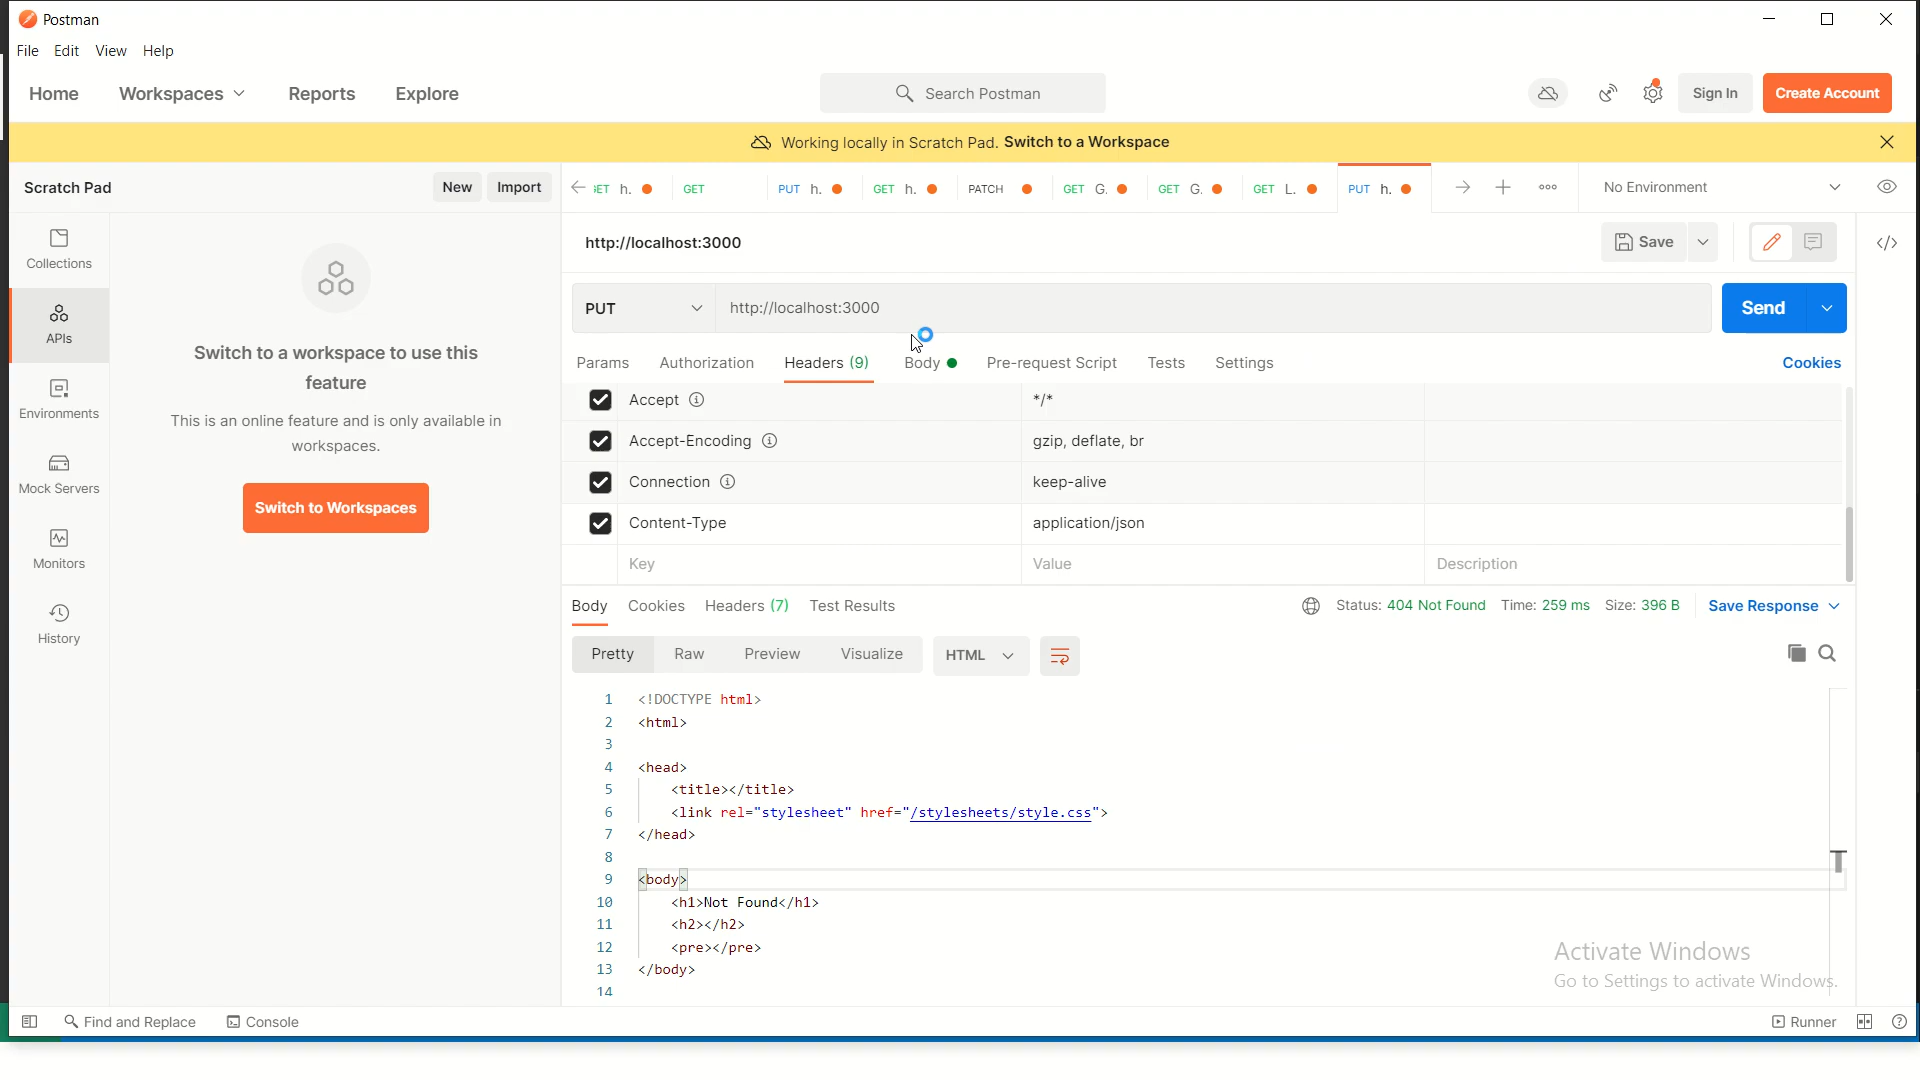 Postman
File Edit View Help
Home Workspaces Reports Explore Search Postman Sign In Create Account
Working locally in Scratch Pad. Switch to a Workspace
Scratch Pad New Import GET h. GET PUT h. GET h. PATCH GET G. GET G. GET L. PUT h. No Environment
http://localhost:3000 Save
Collections
APIs
Environments
Mock Servers
Monitors
History
Switch to a workspace to use this
feature
This is an online feature and is only available in
workspaces.
Switch to Workspaces
PUT http://localhost:3000 Send
Params Authorization Headers (9) Body Pre-request Script Tests Settings Cookies
Accept */*
Accept-Encoding gzip, deflate, br
Connection keep-alive
Content-Type application/json
Key Value Description
Body Cookies Headers (7) Test Results Status: 404 Not Found Time: 259 ms Size: 396 B Save Response
Pretty Raw Preview Visualize HTML
1 <!DOCTYPE html>
2 <html>
3
4 <head>
5 <title></title>
6 <link rel="stylesheet" href="/stylesheets/style.css">
7 </head>
8
9 <body>
10 <h1>Not Found</h1>
11 <h2></h2>
12 <pre></pre>
13 </body>
14
Activate Windows
Go to Settings to activate Windows.
Find and Replace Console Runner